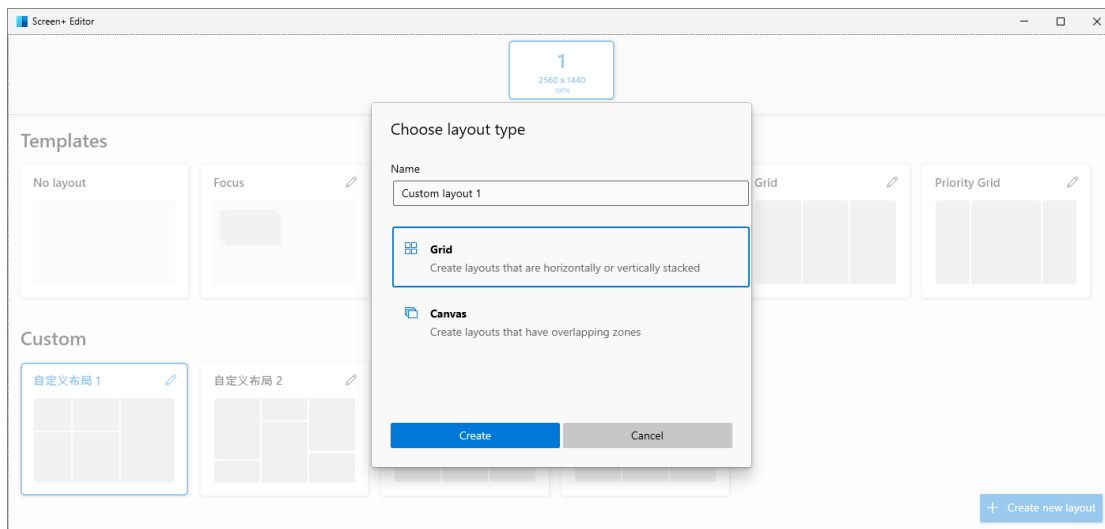 Screen+ Editor
1
2560 x 1440
100%
Templates
No layout
Focus
Grid
Priority Grid
Choose layout type
Name
Custom layout 1
Grid
Create layouts that are horizontally or vertically stacked
Canvas
Create layouts that have overlapping zones
Create
Cancel
Custom
自定义布局 1
自定义布局 2
Create new layout